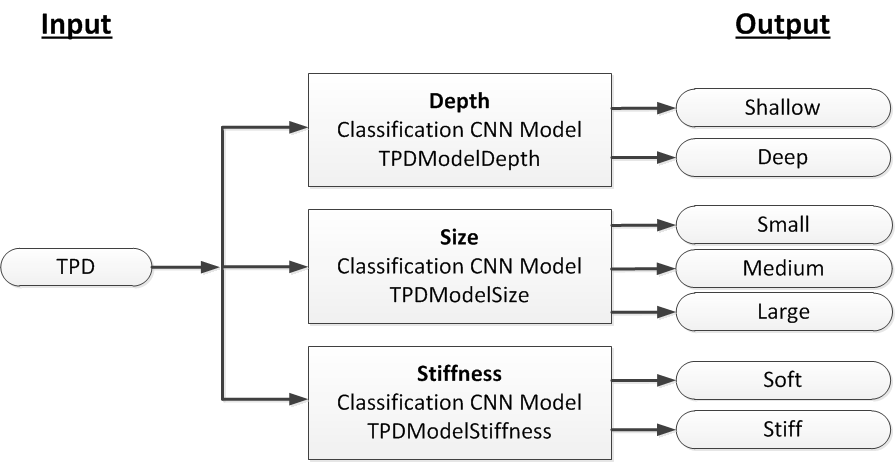 Input
Output
TPD
Depth
Classification CNN Model
TPDModelDepth
Shallow
Deep
Size
Classification CNN Model
TPDModelSize
Small
Medium
Large
Stiffness
Classification CNN Model
TPDModelStiffness
Soft
Stiff